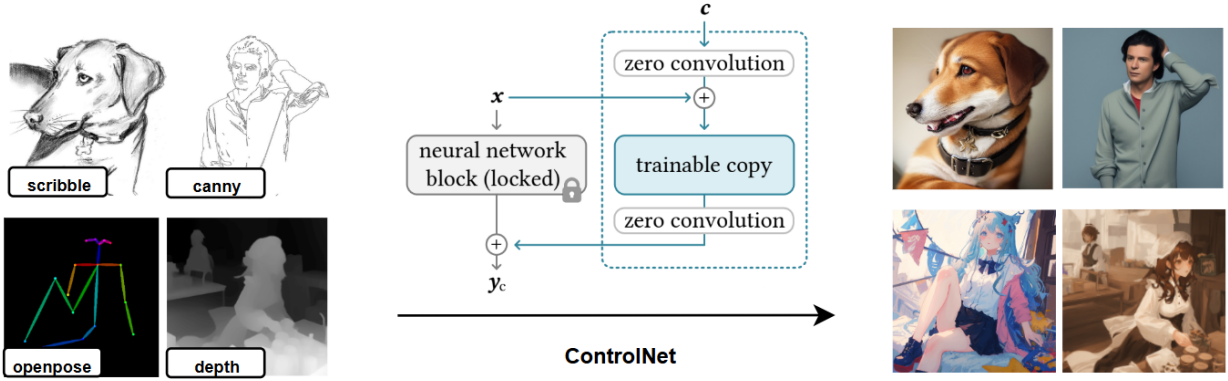 scribble
canny
openpose
depth
c
zero convolution
x
+
neural network
block (locked)
trainable copy
zero convolution
+
y_c
ControlNet